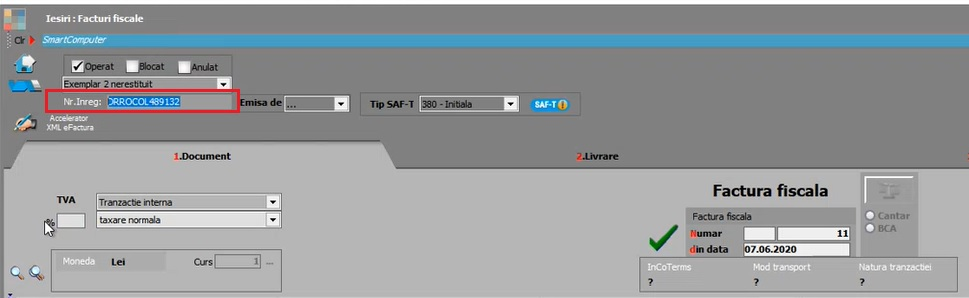 Iesiri : Facturi fiscale
Clr SmartComputer
Operat Blocat Anulat
Exemplar 2 nerestituit
Nr.Inreg: ORROCOL489132 Emisa de ... Tip SAF-T 380 - Initiala SAF-T
Accelerator
XML eFactura
1.Document 2.Livrare
Factura fiscala
TVA Tranzactie interna
% taxare normala
Factura fiscala
Numar 11
din data 07.06.2020
Cantar
BCA
Moneda Lei Curs 1 ...
InCoTerms Mod transport Natura tranzactiei
? ? ?